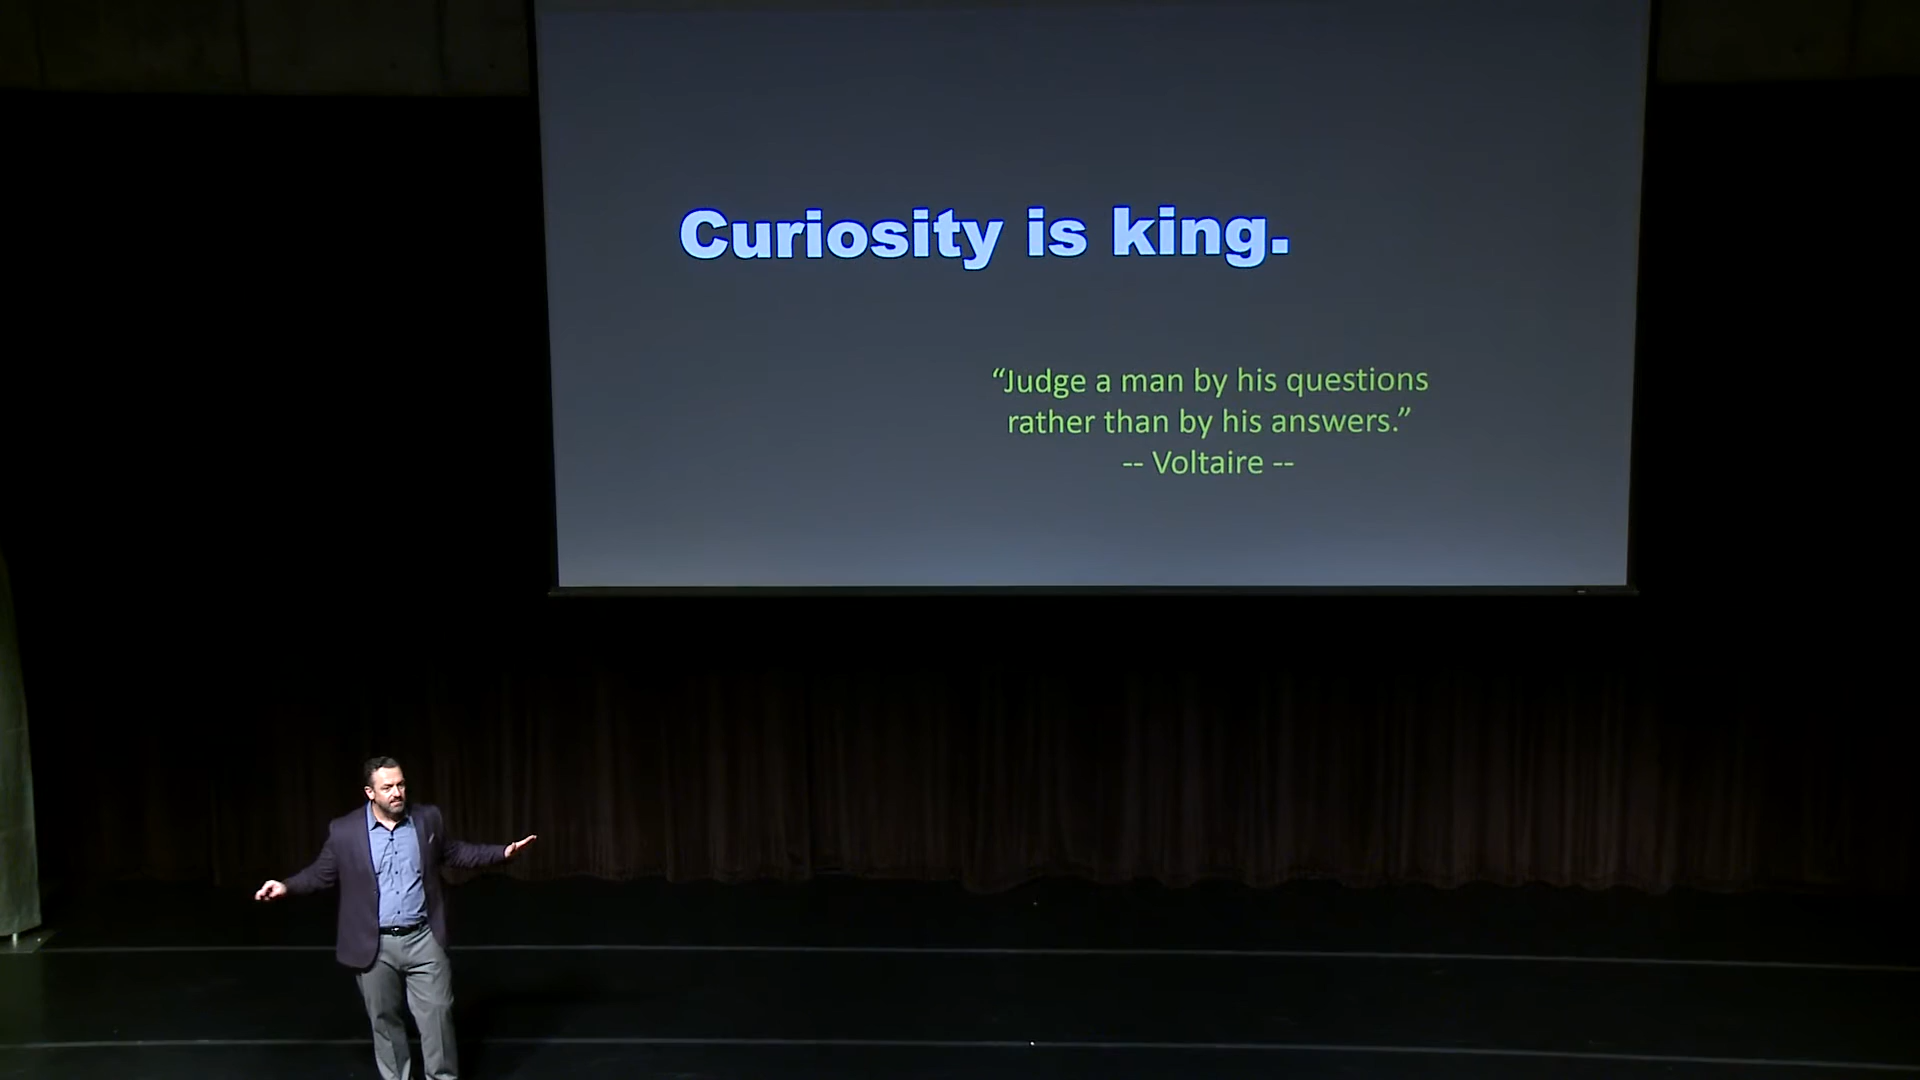 Curiosity is king.
“Judge a man by his questions
rather than by his answers.”
-- Voltaire --